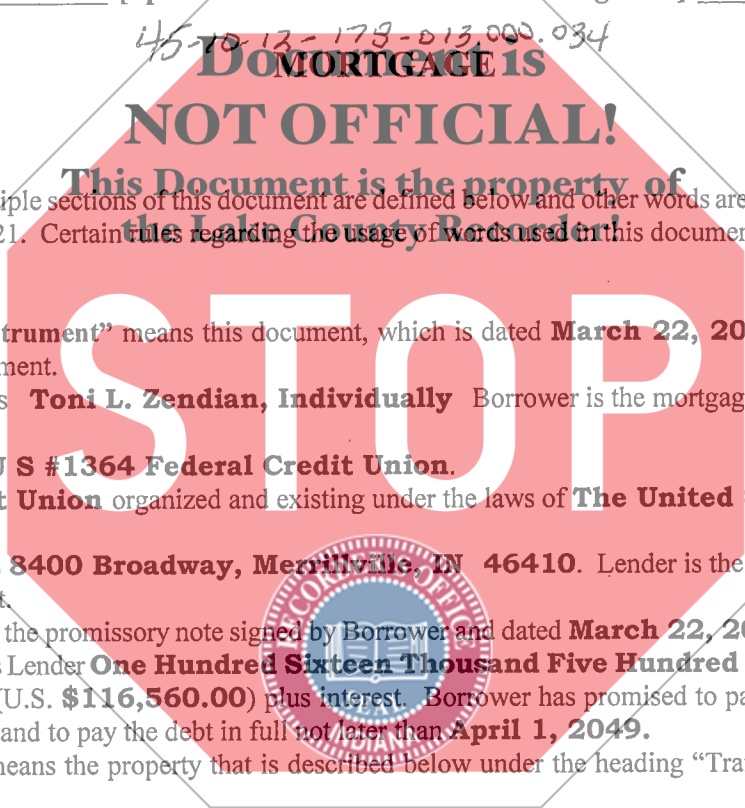 45-10-13-178-013.000.034
MORTGAGE
Document is
NOT OFFICIAL!
This Document is the property of
the Lake County Recorder!
iple sections of this document are defined below and other words are
21. Certain rules regarding the usage of words used in this documen
STOP
trument” means this document, which is dated March 22, 20
ment.
s Toni L. Zendian, Individually Borrower is the mortgag
U S #1364 Federal Credit Union.
t Union organized and existing under the laws of The United
8400 Broadway, Merrillville, IN 46410. Lender is the
t.
the promissory note signed by Borrower and dated March 22, 20
s Lender One Hundred Sixteen Thousand Five Hundred
(U.S. $116,560.00) plus interest. Borrower has promised to pa
and to pay the debt in full not later than April 1, 2049.
means the property that is described below under the heading “Tra
RECORDER'S OFFICE
INDIANA